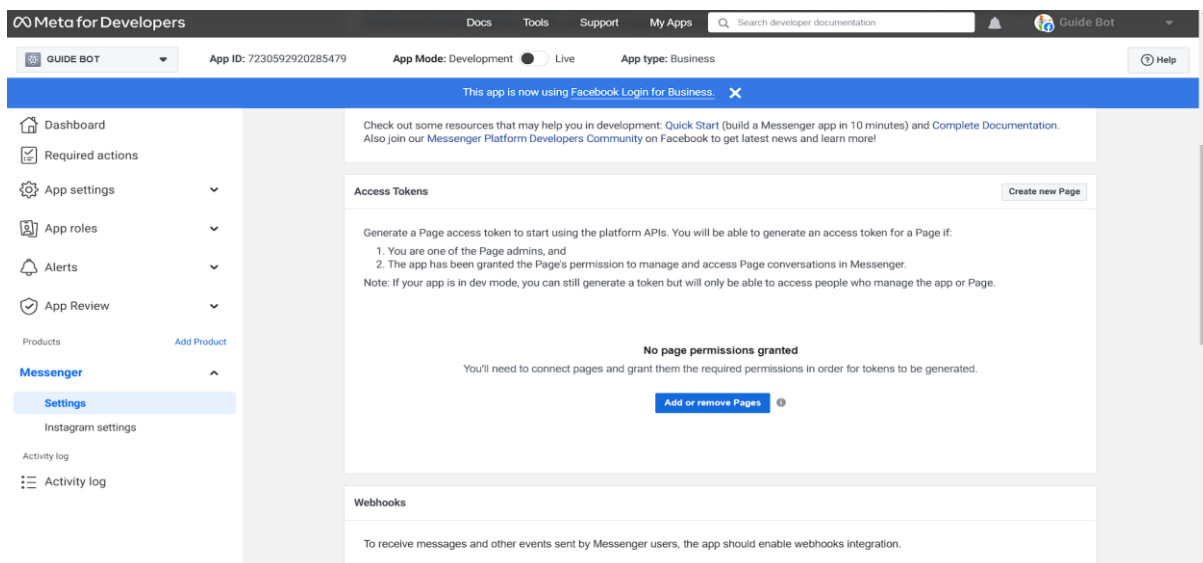 Meta for Developers
Docs Tools Support My Apps Search developer documentation Guide Bot
GUIDE BOT App ID: 7230592920285479 App Mode: Development Live App type: Business Help
This app is now using Facebook Login for Business.
Dashboard
Required actions
App settings
App roles
Alerts
App Review
Products Add Product
Messenger
Settings
Instagram settings
Activity log
Activity log
Check out some resources that may help you in development: Quick Start (build a Messenger app in 10 minutes) and Complete Documentation.
Also join our Messenger Platform Developers Community on Facebook to get latest news and learn more!
Access Tokens Create new Page
Generate a Page access token to start using the platform APIs. You will be able to generate an access token for a Page if:
1. You are one of the Page admins, and
2. The app has been granted the Page's permission to manage and access Page conversations in Messenger.
Note: If your app is in dev mode, you can still generate a token but will only be able to access people who manage the app or Page.
No page permissions granted
You'll need to connect pages and grant them the required permissions in order for tokens to be generated.
Add or remove Pages
Webhooks
To receive messages and other events sent by Messenger users, the app should enable webhooks integration.